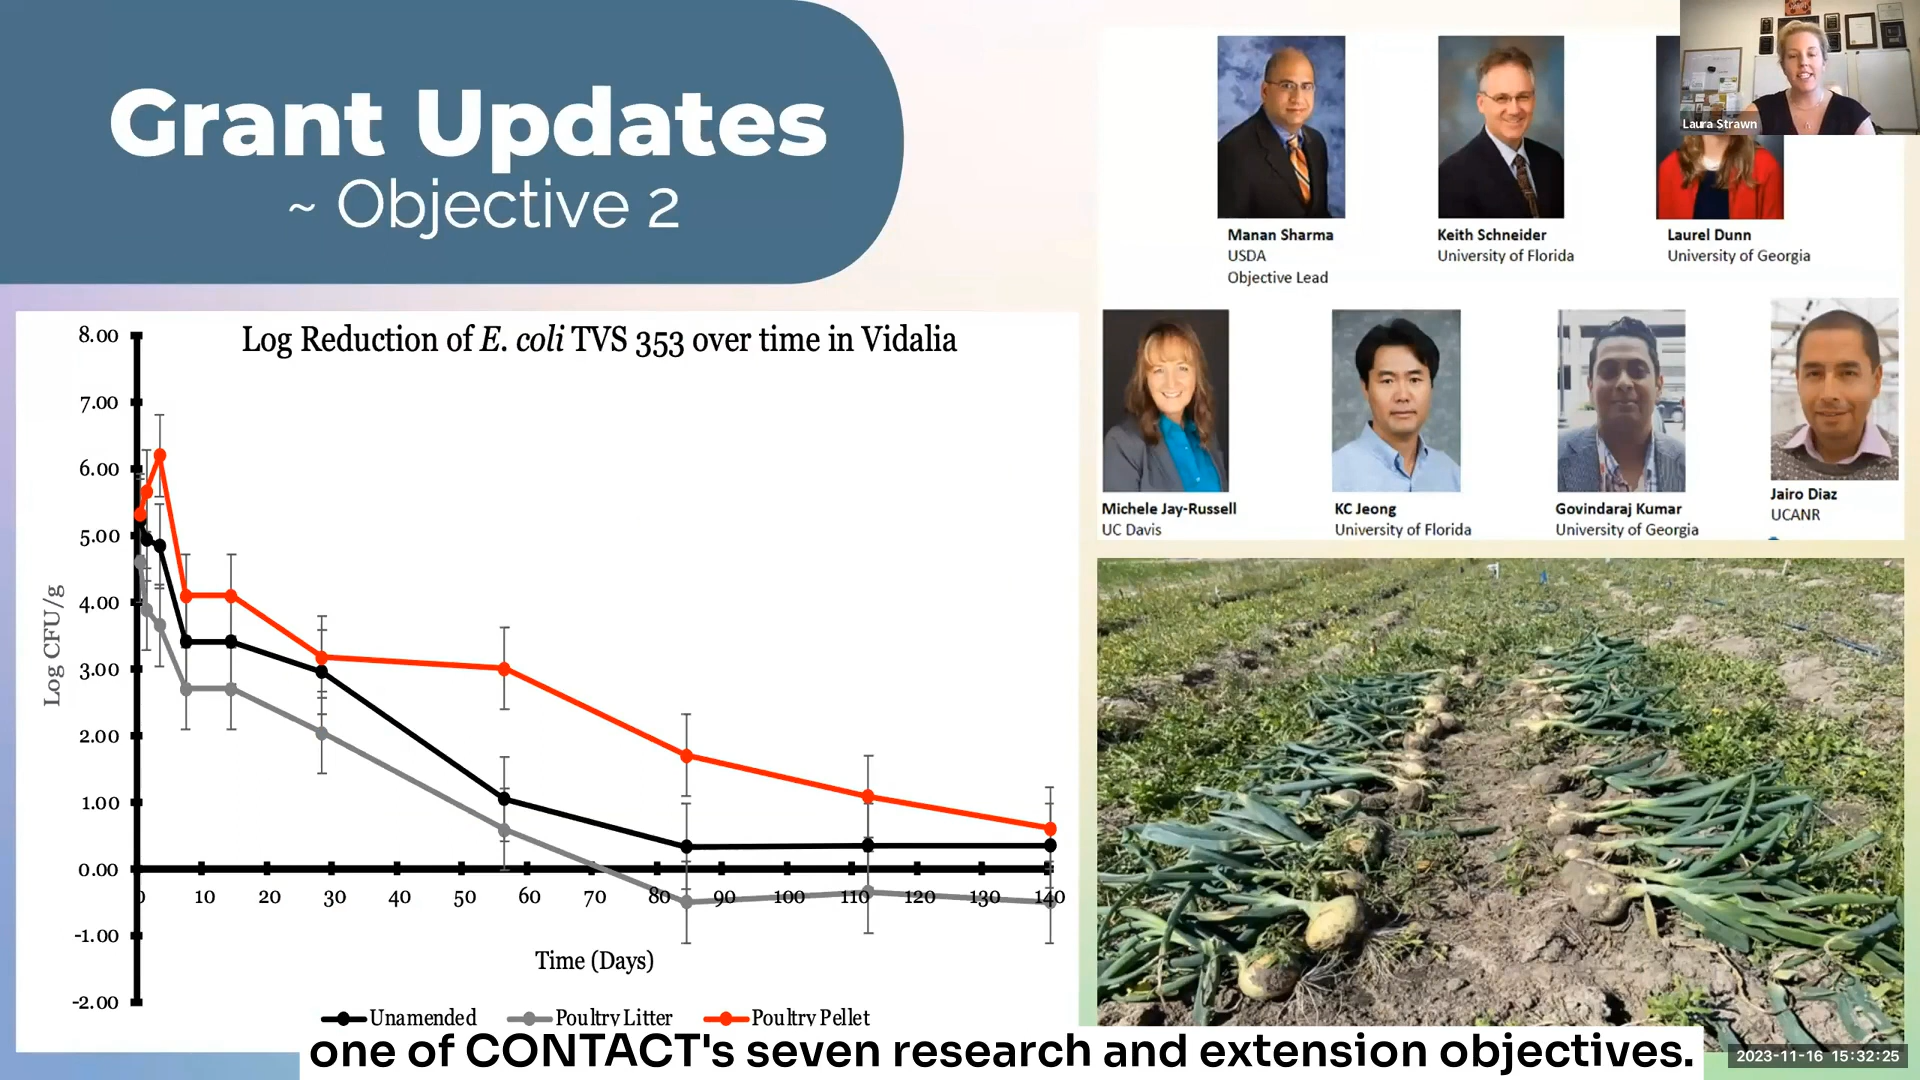 Grant Updates
~ Objective 2
Laura Strawn
Manan Sharma
USDA
Objective Lead
Keith Schneider
University of Florida
Laurel Dunn
University of Georgia
Michele Jay-Russell
UC Davis
KC Jeong
University of Florida
Govindaraj Kumar
University of Georgia
Jairo Diaz
UCANR
Log Reduction of E. coli TVS 353 over time in Vidalia
8.00
7.00
6.00
5.00
4.00
3.00
2.00
1.00
0.00
-1.00
-2.00
Log CFU/g
0 10 20 30 40 50 60 70 80 90 100 110 120 130 140
Time (Days)
Unamended Poultry Litter Poultry Pellet
one of CONTACT's seven research and extension objectives.
2023-11-16 15:32:25